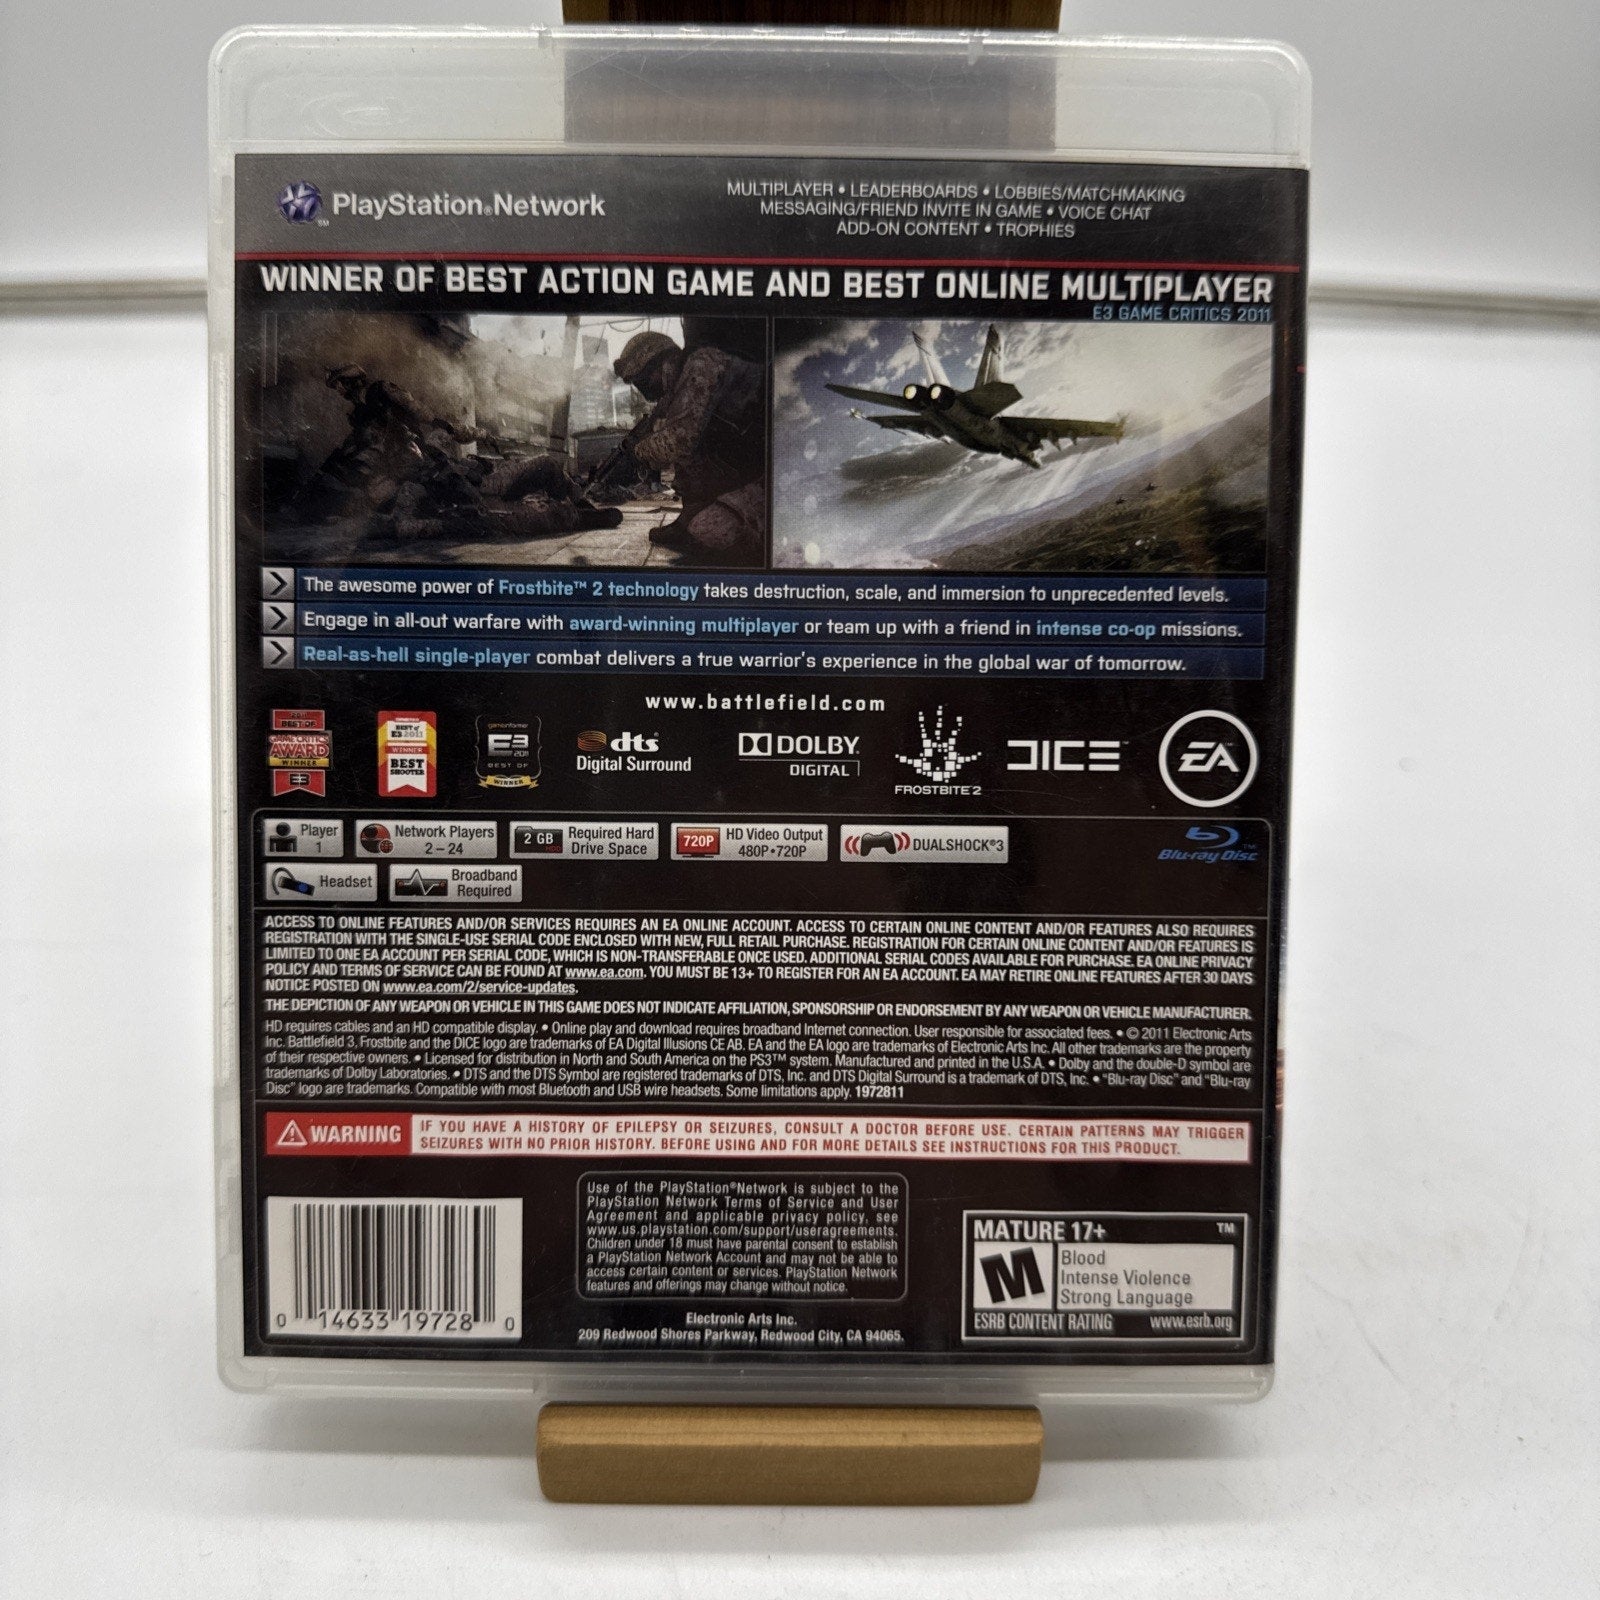 PlayStation®Network
SM
MULTIPLAYER • LEADERBOARDS • LOBBIES/MATCHMAKING
MESSAGING/FRIEND INVITE IN GAME • VOICE CHAT
ADD-ON CONTENT • TROPHIES
WINNER OF BEST ACTION GAME AND BEST ONLINE MULTIPLAYER
E3 GAME CRITICS 2011
The awesome power of Frostbite™ 2 technology takes destruction, scale, and immersion to unprecedented levels.
Engage in all-out warfare with award-winning multiplayer or team up with a friend in intense co-op missions.
Real-as-hell single-player combat delivers a true warrior's experience in the global war of tomorrow.
www.battlefield.com
2011
BEST OF
GAME CRITICS
AWARD
WINNER
E3
BEST of
E3 2011
WINNER
BEST
SHOOTER
gameinformer
E3
2011
BEST OF
WINNER
dts
Digital Surround
DOLBY
DIGITAL
FROSTBITE 2
DICE™
EA
Player
1
Network Players
2 – 24
2 GB
HDD
Required Hard
Drive Space
720P
HD Video Output
480P•720P
DUALSHOCK®3
Blu-ray Disc™
Headset
Broadband
Required
ACCESS TO ONLINE FEATURES AND/OR SERVICES REQUIRES AN EA ONLINE ACCOUNT. ACCESS TO CERTAIN ONLINE CONTENT AND/OR FEATURES ALSO REQUIRES
REGISTRATION WITH THE SINGLE-USE SERIAL CODE ENCLOSED WITH NEW, FULL RETAIL PURCHASE. REGISTRATION FOR CERTAIN ONLINE CONTENT AND/OR FEATURES IS
LIMITED TO ONE EA ACCOUNT PER SERIAL CODE, WHICH IS NON-TRANSFERABLE ONCE USED. ADDITIONAL SERIAL CODES AVAILABLE FOR PURCHASE. EA ONLINE PRIVACY
POLICY AND TERMS OF SERVICE CAN BE FOUND AT www.ea.com. YOU MUST BE 13+ TO REGISTER FOR AN EA ACCOUNT. EA MAY RETIRE ONLINE FEATURES AFTER 30 DAYS
NOTICE POSTED ON www.ea.com/2/service-updates.
THE DEPICTION OF ANY WEAPON OR VEHICLE IN THIS GAME DOES NOT INDICATE AFFILIATION, SPONSORSHIP OR ENDORSEMENT BY ANY WEAPON OR VEHICLE MANUFACTURER.
HD requires cables and an HD compatible display. • Online play and download requires broadband Internet connection. User responsible for associated fees. • © 2011 Electronic Arts
Inc. Battlefield 3, Frostbite and the DICE logo are trademarks of EA Digital Illusions CE AB. EA and the EA logo are trademarks of Electronic Arts Inc. All other trademarks are the property
of their respective owners. • Licensed for distribution in North and South America on the PS3™ system. Manufactured and printed in the U.S.A. • Dolby and the double-D symbol are
trademarks of Dolby Laboratories. • DTS and the DTS Symbol are registered trademarks of DTS, Inc. and DTS Digital Surround is a trademark of DTS, Inc. • "Blu-ray Disc" and "Blu-ray
Disc" logo are trademarks. Compatible with most Bluetooth and USB wire headsets. Some limitations apply. 1972811
WARNING
IF YOU HAVE A HISTORY OF EPILEPSY OR SEIZURES, CONSULT A DOCTOR BEFORE USE. CERTAIN PATTERNS MAY TRIGGER
SEIZURES WITH NO PRIOR HISTORY. BEFORE USING AND FOR MORE DETAILS SEE INSTRUCTIONS FOR THIS PRODUCT.
0 14633 19728 0
Use of the PlayStation®Network is subject to the
PlayStation Network Terms of Service and User
Agreement and applicable privacy policy, see
www.us.playstation.com/support/useragreements.
Children under 18 must have parental consent to establish
a PlayStation Network Account and may not be able to
access certain content or services. PlayStation Network
features and offerings may change without notice.
Electronic Arts Inc.
209 Redwood Shores Parkway, Redwood City, CA 94065.
MATURE 17+
TM
M
Blood
Intense Violence
Strong Language
ESRB CONTENT RATING
www.esrb.org